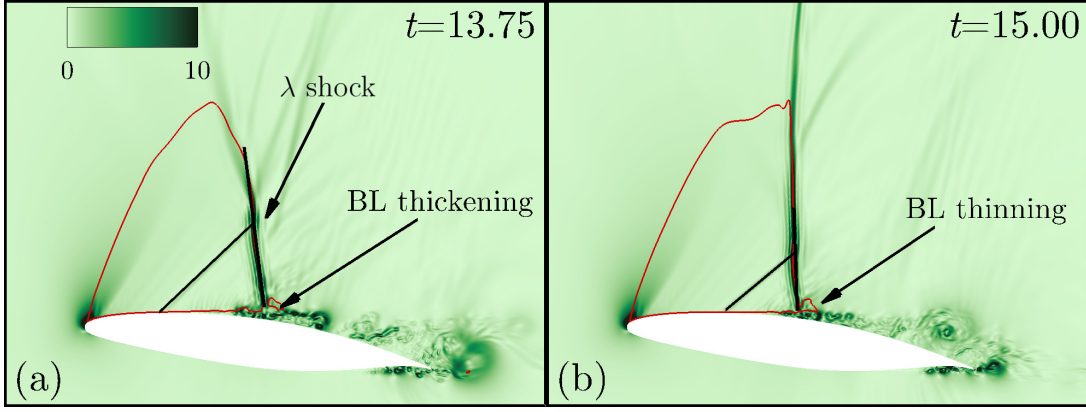 t=13.75
0 10
λ shock
BL thickening
(a)
t=15.00
BL thinning
(b)